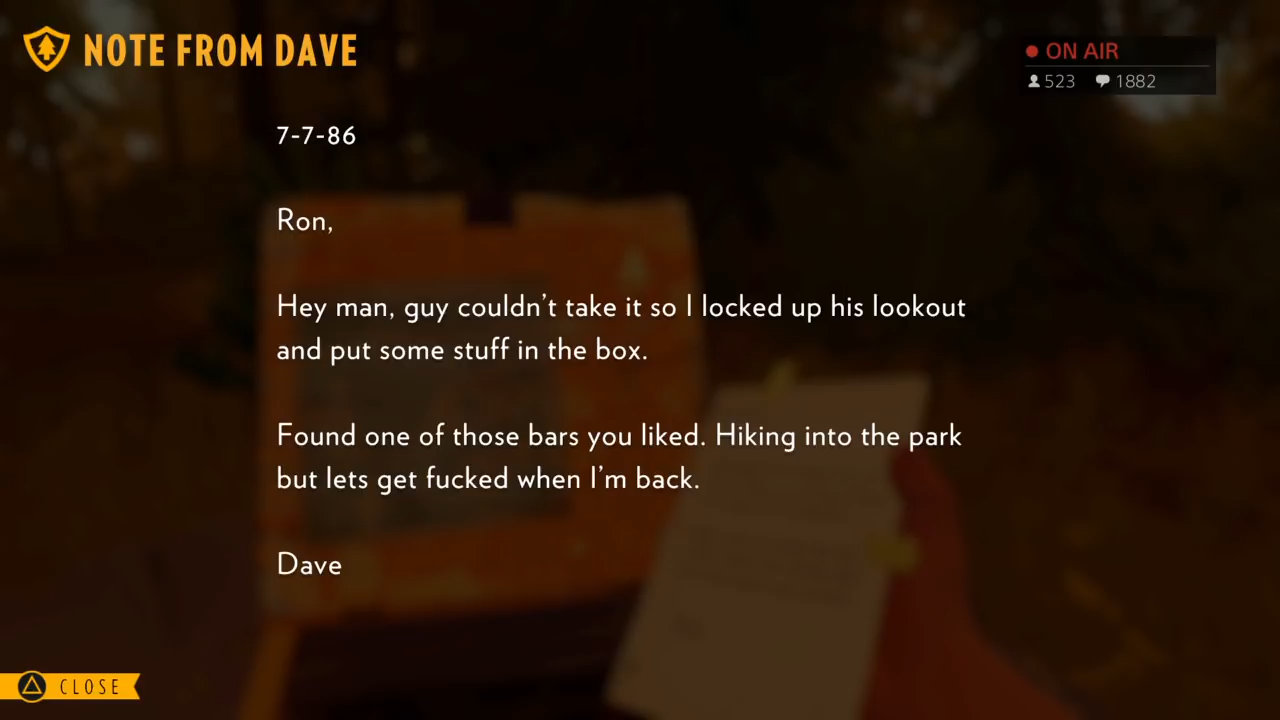 NOTE FROM DAVE
ON AIR
523 1882
7-7-86
Ron,
Hey man, guy couldn't take it so I locked up his lookout
and put some stuff in the box.
Found one of those bars you liked. Hiking into the park
but lets get fucked when I'm back.
Dave
CLOSE